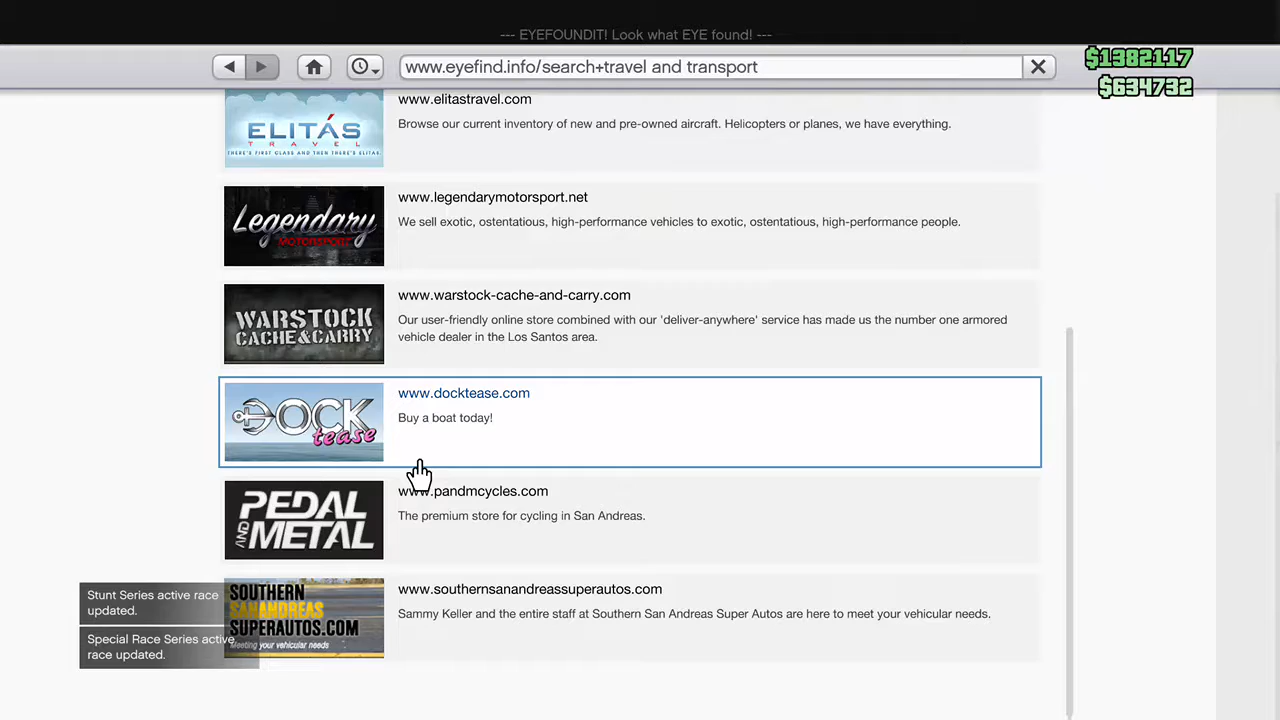 --- EYEFOUNDIT! Look what EYE found! ---
www.eyefind.info/search+travel and transport
$1382117
$634732
ELITÁS
TRAVEL
THERE'S FIRST CLASS AND THEN THERE'S ELITÁS
www.elitastravel.com
Browse our current inventory of new and pre-owned aircraft. Helicopters or planes, we have everything.
Legendary
MOTORSPORT
www.legendarymotorsport.net
We sell exotic, ostentatious, high-performance vehicles to exotic, ostentatious, high-performance people.
WARSTOCK
CACHE&CARRY
www.warstock-cache-and-carry.com
Our user-friendly online store combined with our 'deliver-anywhere' service has made us the number one armored
vehicle dealer in the Los Santos area.
DOCK
tease
www.docktease.com
Buy a boat today!
PEDAL
AND METAL
www.pandmcycles.com
The premium store for cycling in San Andreas.
SOUTHERN
SANANDREAS
SUPERAUTOS.COM
Meeting your vehicular needs
www.southernsanandreassuperautos.com
Sammy Keller and the entire staff at Southern San Andreas Super Autos are here to meet your vehicular needs.
Stunt Series active race
updated.
Special Race Series active
race updated.